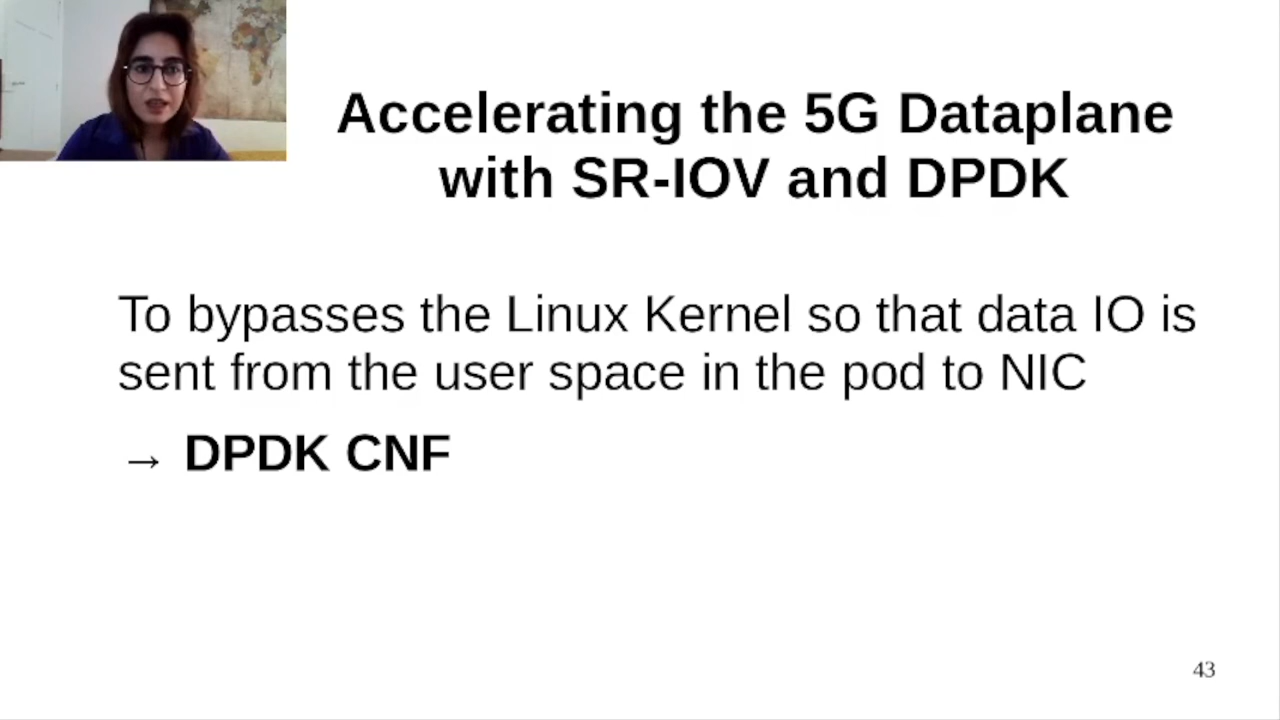 Accelerating the 5G Dataplane
with SR-IOV and DPDK
To bypasses the Linux Kernel so that data IO is
sent from the user space in the pod to NIC
→ DPDK CNF
43